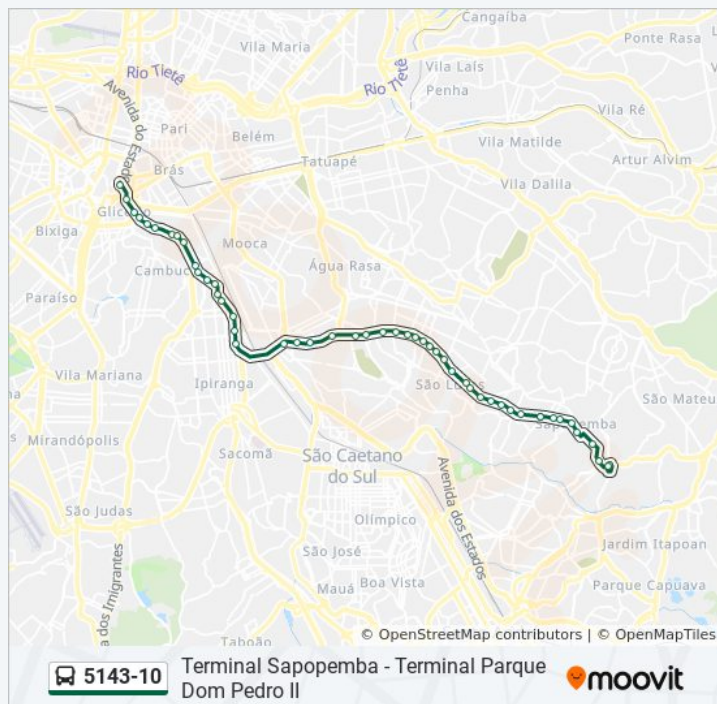 Cangaíba
Ponte Rasa
Vila Maria
Rio Tietê
Rio Tietê
Vila Laís
Penha
Vila Ré
Avenida do Estado
Pari
Belém
Vila Matilde
Artur Alvim
Tatuapé
Brás
Vila Dalila
Glicério
Bixiga
Mooca
Água Rasa
Cambuci
Paraíso
Vila Mariana
Ipiranga
São Lucas
São Mateu
Sapopemba
Mirandópolis
Sacomã
São Caetano
do Sul
Avenida dos Estados
São Judas
Olímpico
Jardim Itapoan
São José
Mauá
Boa Vista
Parque Capuava
a dos Imigrantes
Taboão
© OpenStreetMap contributors | © OpenMapTiles
5143-10
Terminal Sapopemba - Terminal Parque
Dom Pedro II
moovit